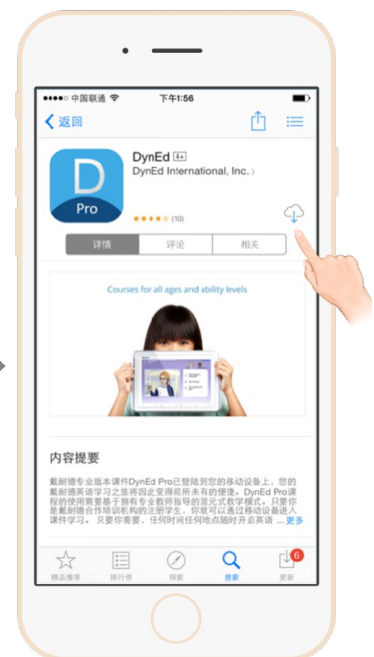 中国联通 下午1:56
返回
DynEd 4+
DynEd International, Inc. >
D
Pro
(10)
详情 评论 相关
Courses for all ages and ability levels
内容提要
戴耐德专业版本课件DynEd Pro已登陆到您的移动设备上，您的
戴耐德英语学习之旅将因此变得前所未有的便捷。DynEd Pro课
程的使用需要基于拥有专业教师指导的混元式教学模式。只要你
是戴耐德合作培训机构的注册学生，你就可以通过移动设备进入
课件学习。 只要你需要，任何时间任何地点随时开启英语 ...更多
6
精品推荐 排行榜 探索 搜索 更新